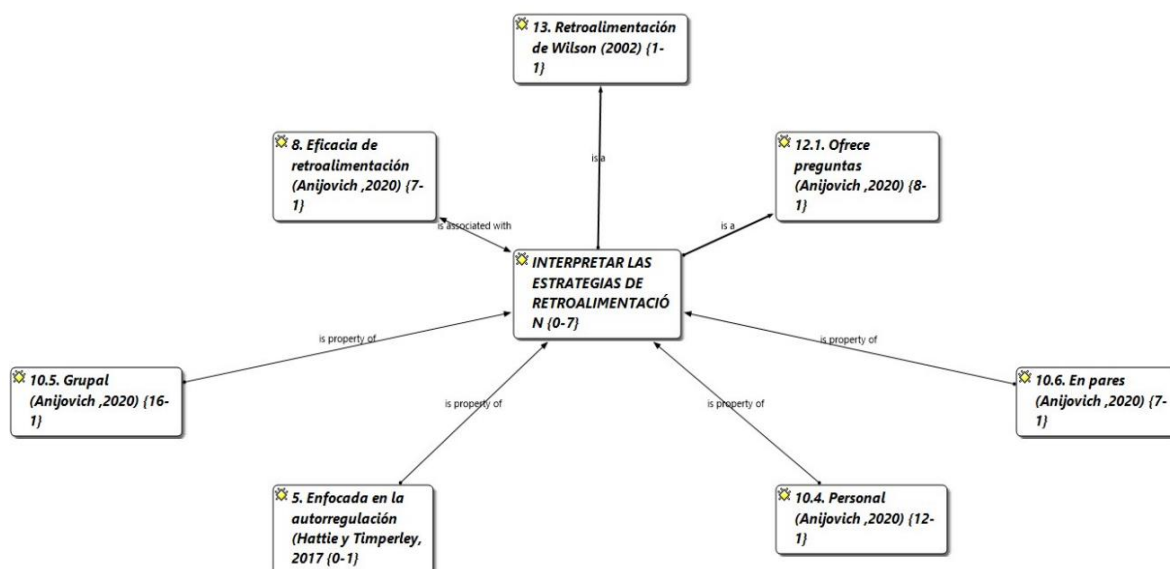 13. Retroalimentación
de Wilson (2002) {1-
1}
is a
8. Eficacia de
retroalimentación
(Anijovich ,2020) {7-
1}
is associated with
12.1. Ofrece
preguntas
(Anijovich ,2020) {8-
1}
is a
INTERPRETAR LAS
ESTRATEGIAS DE
RETROALIMENTACIÓ
N {0-7}
is property of
10.5. Grupal
(Anijovich ,2020) {16-
1}
is property of
10.6. En pares
(Anijovich ,2020) {7-
1}
is property of
5. Enfocada en la
autorregulación
(Hattie y Timperley,
2017 {0-1}
is property of
10.4. Personal
(Anijovich ,2020) {12-
1}